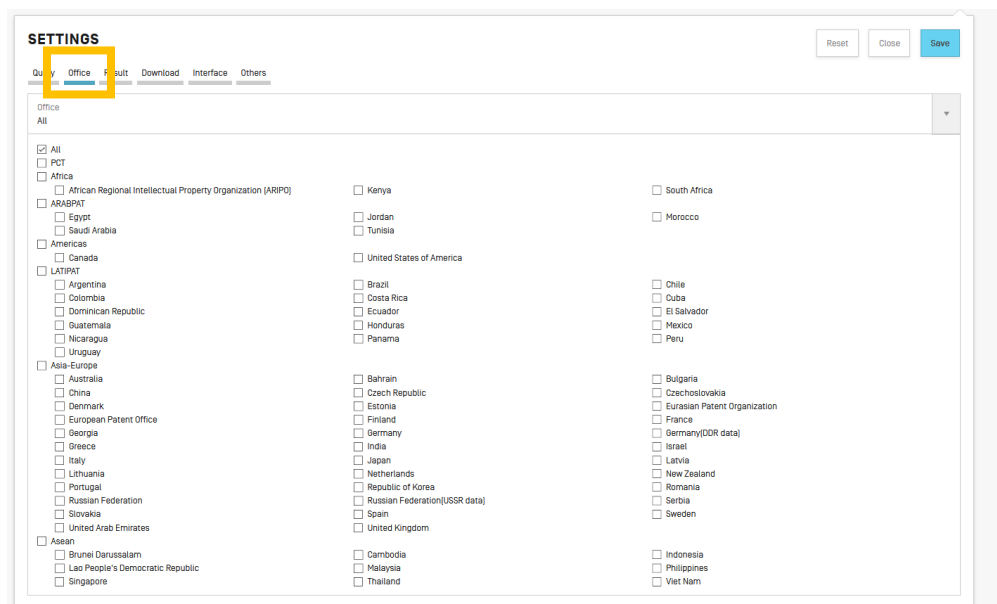 SETTINGS
Reset Close Save
Office Result Download Interface Others
Office
All
All
PCT
Africa
African Regional Intellectual Property Organization (ARIPO) Kenya South Africa
ARABPAT
Egypt Jordan Morocco
Saudi Arabia Tunisia
Americas
Canada United States of America
LATIPAT
Argentina Brazil Chile
Colombia Costa Rica Cuba
Dominican Republic Ecuador El Salvador
Guatemala Honduras Mexico
Nicaragua Panama Peru
Uruguay
Asia-Europe
Australia Bahrain Bulgaria
China Czech Republic Czechoslovakia
Denmark Estonia Eurasian Patent Organization
European Patent Office Finland France
Georgia Germany Germany(DDR data)
Greece India Israel
Italy Japan Latvia
Lithuania Netherlands New Zealand
Portugal Republic of Korea Romania
Russian Federation Russian Federation(USSR data) Serbia
Slovakia Spain Sweden
United Arab Emirates United Kingdom
Asean
Brunei Darussalam Cambodia Indonesia
Lao People's Democratic Republic Malaysia Philippines
Singapore Thailand Viet Nam